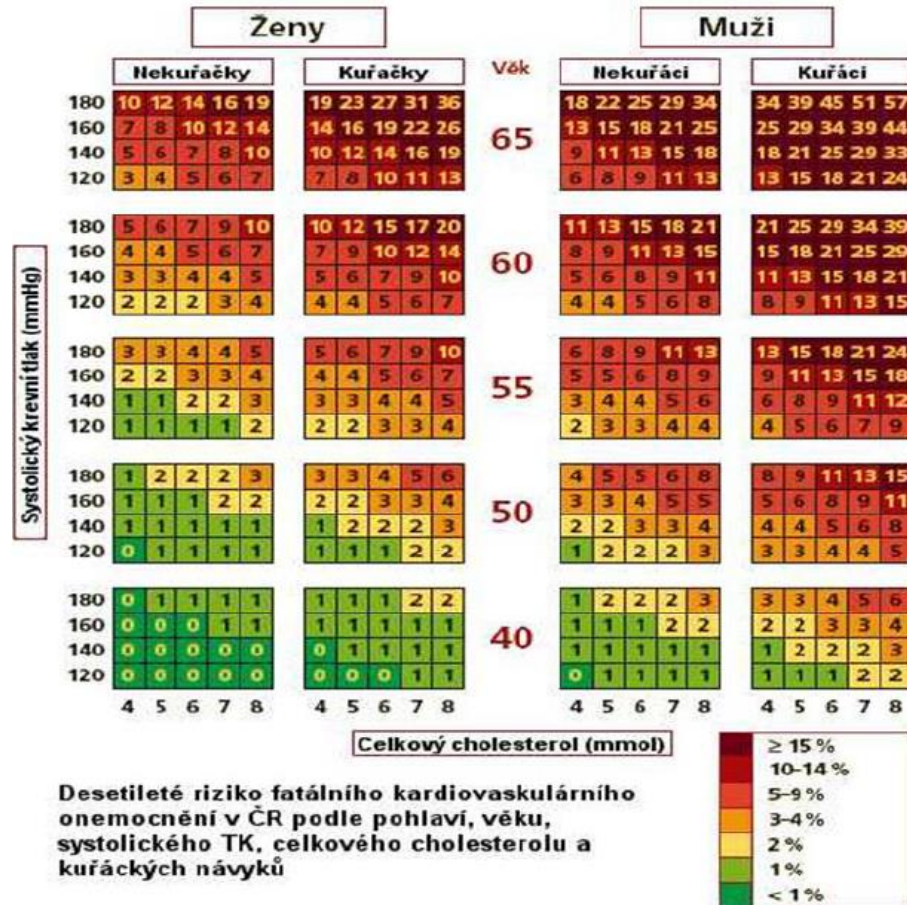 Ženy Muži
Nekuřačky Kuřačky Věk Nekuřáci Kuřáci
180 10 12 14 16 19 19 23 27 31 36 18 22 25 29 34 34 39 45 51 57
160 7 8 10 12 14 14 16 19 22 26 13 15 18 21 25 25 29 34 39 44
65
140 5 6 7 8 10 10 12 14 16 19 9 11 13 15 18 18 21 25 29 33
120 3 4 5 6 7 7 8 10 11 13 6 8 9 11 13 13 15 18 21 24
180 5 6 7 9 10 10 12 15 17 20 11 13 15 18 21 21 25 29 34 39
160 4 4 5 6 7 7 9 10 12 14 8 9 11 13 15 15 18 21 25 29
60
140 3 3 4 4 5 5 6 7 9 10 5 6 8 9 11 11 13 15 18 21
120 2 2 2 3 4 4 4 5 6 7 4 4 5 6 8 8 9 11 13 15
Systolický krevní tlak (mmHg)
180 3 3 4 4 5 5 6 7 9 10 6 8 9 11 13 13 15 18 21 24
160 2 2 3 3 4 4 4 5 6 7 5 5 6 8 9 9 11 13 15 18
55
140 1 1 2 2 3 3 3 4 4 5 3 4 4 5 6 6 8 9 11 12
120 1 1 1 1 2 2 2 3 3 4 2 3 3 4 4 4 5 6 7 9
180 1 2 2 2 3 3 3 4 5 6 4 5 5 6 8 8 9 11 13 15
160 1 1 1 2 2 2 2 3 3 4 3 3 4 5 5 5 6 8 9 11
50
140 1 1 1 1 1 1 2 2 2 3 2 2 3 3 4 4 4 5 6 8
120 0 1 1 1 1 1 1 1 2 2 1 2 2 2 3 3 3 4 4 5
180 0 1 1 1 1 1 1 1 2 2 1 2 2 2 3 3 3 4 5 6
160 0 0 0 1 1 1 1 1 1 1 1 1 1 2 2 2 2 3 3 4
40
140 0 0 0 0 0 0 1 1 1 1 1 1 1 1 1 1 2 2 2 3
120 0 0 0 0 0 0 0 0 1 1 0 1 1 1 1 1 1 1 2 2
4 5 6 7 8 4 5 6 7 8 4 5 6 7 8 4 5 6 7 8
Celkový cholesterol (mmol)
Desetileté riziko fatálního kardiovaskulárního
onemocnění v ČR podle pohlaví, věku,
systolického TK, celkového cholesterolu a
kuřáckých návyků
≥ 15 %
10–14 %
5–9 %
3–4 %
2 %
1 %
< 1 %